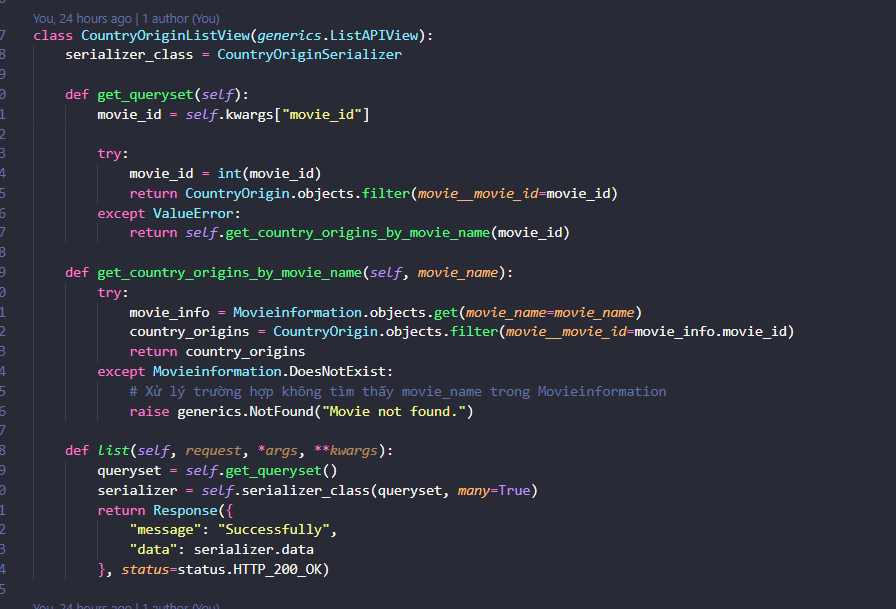 You, 24 hours ago | 1 author (You)
7 class CountryOriginListView(generics.ListAPIView):
8     serializer_class = CountryOriginSerializer
9
0     def get_queryset(self):
1         movie_id = self.kwargs["movie_id"]
2
3         try:
4             movie_id = int(movie_id)
5             return CountryOrigin.objects.filter(movie__movie_id=movie_id)
6         except ValueError:
7             return self.get_country_origins_by_movie_name(movie_id)
8
9     def get_country_origins_by_movie_name(self, movie_name):
0         try:
1             movie_info = Movieinformation.objects.get(movie_name=movie_name)
2             country_origins = CountryOrigin.objects.filter(movie__movie_id=movie_info.movie_id)
3             return country_origins
4         except Movieinformation.DoesNotExist:
5             # Xử lý trường hợp không tìm thấy movie_name trong Movieinformation
6             raise generics.NotFound("Movie not found.")
7
8     def list(self, request, *args, **kwargs):
9         queryset = self.get_queryset()
0         serializer = self.serializer_class(queryset, many=True)
1         return Response({
2             "message": "Successfully",
3             "data": serializer.data
4         }, status=status.HTTP_200_OK)
5
You, 24 hours ago | 1 author (You)